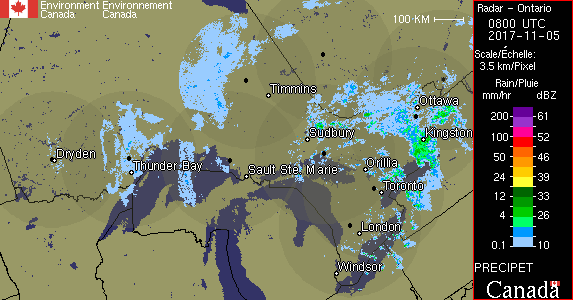 Environment Environnement
Canada Canada
100 KM
Timmins
Ottawa
Sudbury
Kingston
Dryden
Thunder Bay
Sault Ste. Marie
Orillia
Toronto
London
Windsor
Radar - Ontario
0800 UTC
2017-11-05
Scale/Échelle:
3.5 km/Pixel
Rain/Pluie
mm/hr dBZ
200 61
100 52
50 46
24 39
12 33
4 26
0.1 10
PRECIPET
Canada